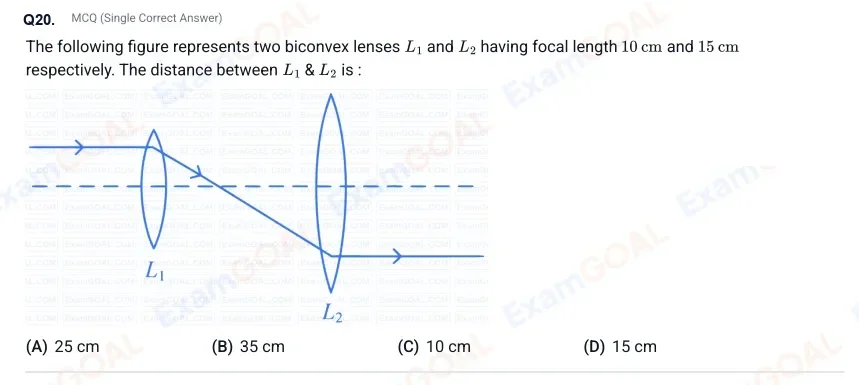 Q20. MCQ (Single Correct Answer)
The following figure represents two biconvex lenses L₁ and L₂ having focal length 10 cm and 15 cm
respectively. The distance between L₁ & L₂ is :
L₁
L₂
(A) 25 cm (B) 35 cm (C) 10 cm (D) 15 cm
ExamGOAL